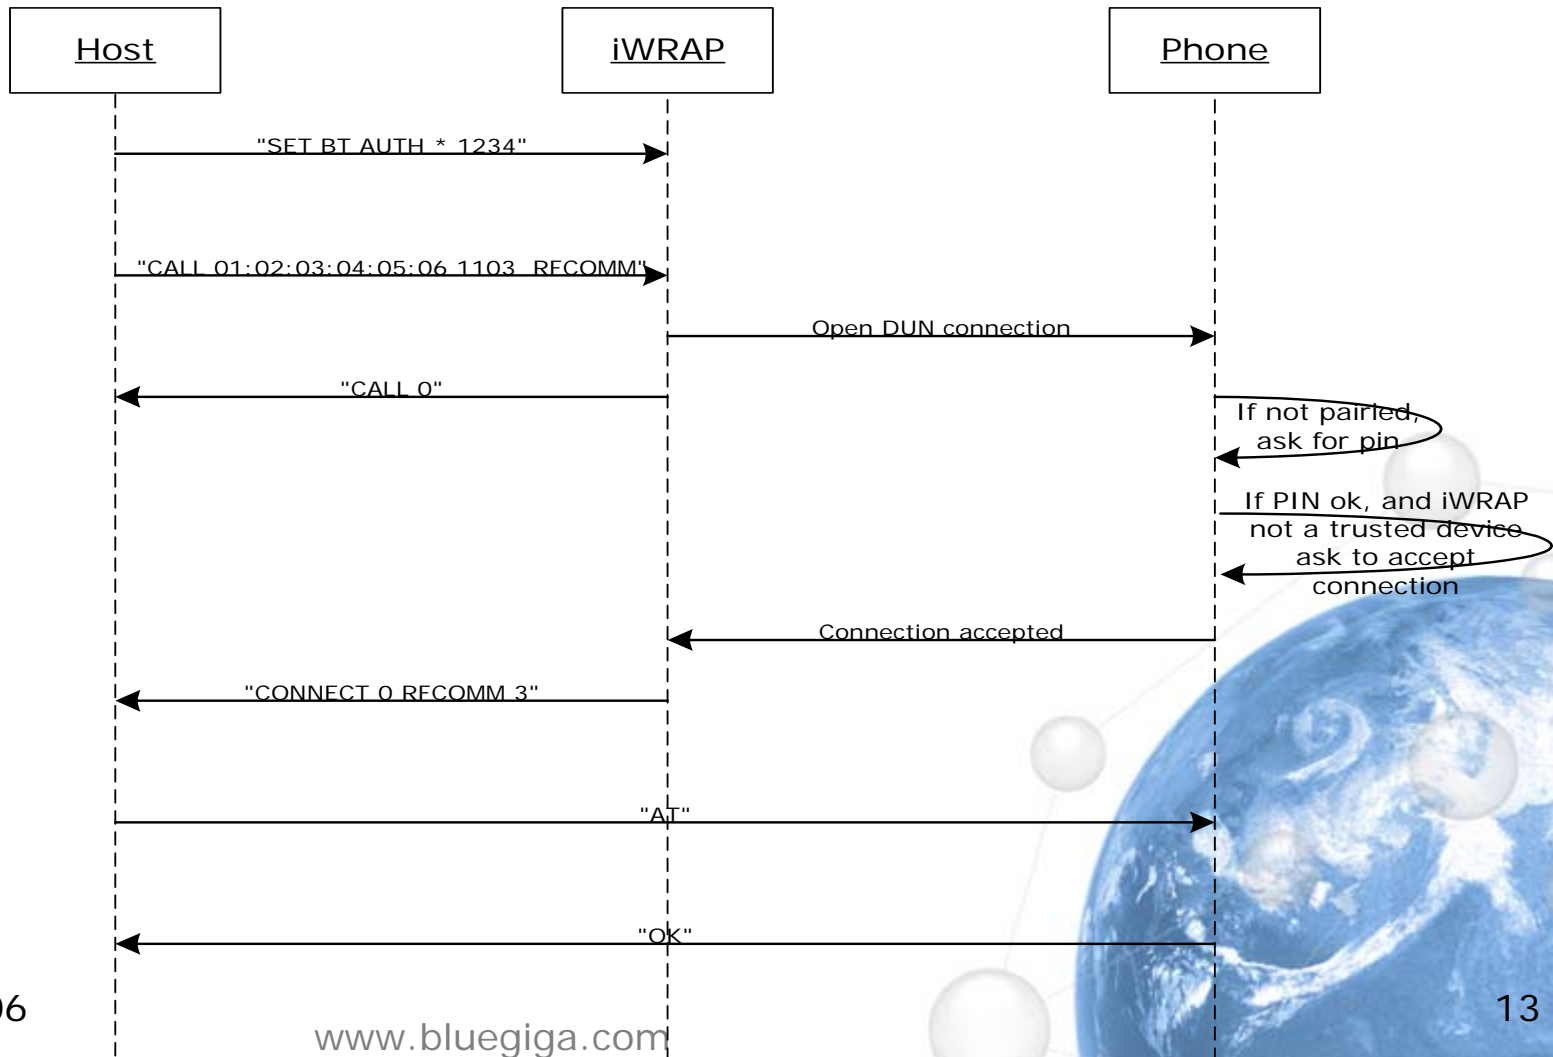 Host
iWRAP
Phone
"SET BT AUTH * 1234"
"CALL 01:02:03:04:05:06 1103 RFCOMM"
Open DUN connection
"CALL 0"
If not pairled,
ask for pin
If PIN ok, and iWRAP
not a trusted device
ask to accept
connection
Connection accepted
"CONNECT 0 RFCOMM 3"
"AT"
"OK"
06
www.bluegiga.com
13